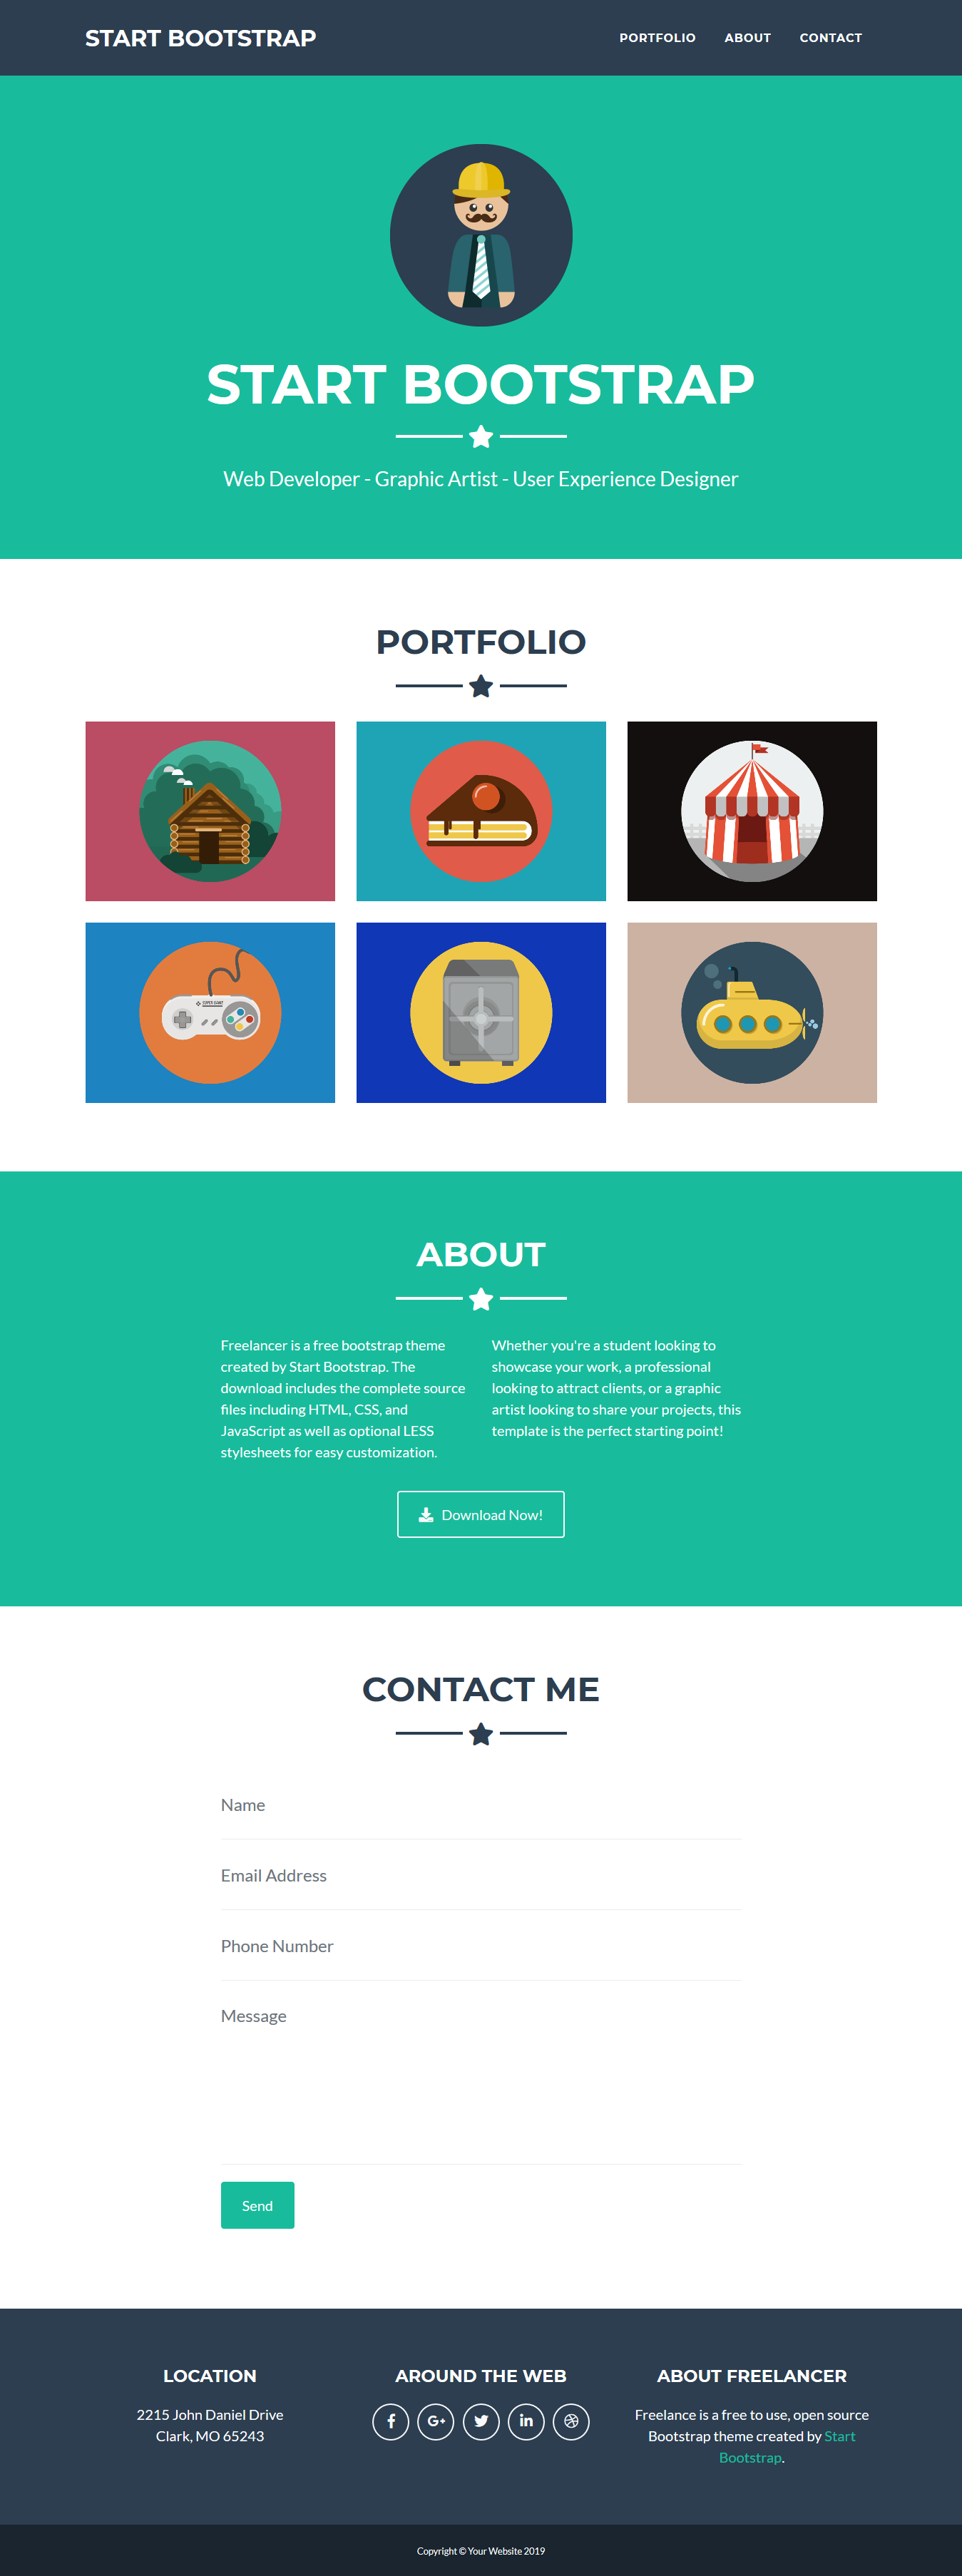 START BOOTSTRAP
PORTFOLIO ABOUT CONTACT
START BOOTSTRAP
Web Developer - Graphic Artist - User Experience Designer
PORTFOLIO
SUPER GAME
ABOUT
Freelancer is a free bootstrap theme
created by Start Bootstrap. The
download includes the complete source
files including HTML, CSS, and
JavaScript as well as optional LESS
stylesheets for easy customization.
Whether you're a student looking to
showcase your work, a professional
looking to attract clients, or a graphic
artist looking to share your projects, this
template is the perfect starting point!
Download Now!
CONTACT ME
Name
Email Address
Phone Number
Message
Send
LOCATION
2215 John Daniel Drive
Clark, MO 65243
AROUND THE WEB
f G+ in
ABOUT FREELANCER
Freelance is a free to use, open source
Bootstrap theme created by Start
Bootstrap.
Copyright © Your Website 2019